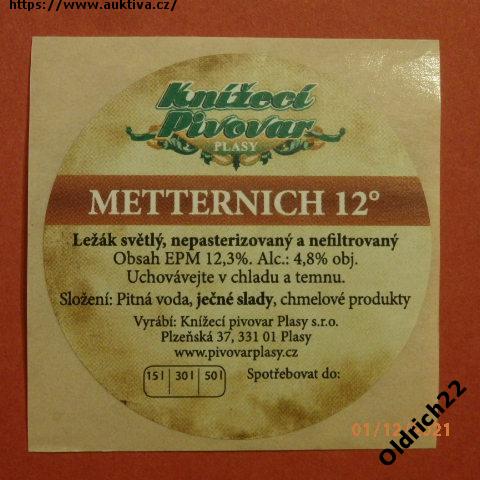 https://www.auktiva.cz/
Knížecí
Pivovar
PLASY
METTERNICH 12°
Ležák světlý, nepasterizovaný a nefiltrovaný
Obsah EPM 12,3%. Alc.: 4,8% obj.
Uchovávejte v chladu a temnu.
Složení: Pitná voda, ječné slady, chmelové produkty
Vyrábí: Knížecí pivovar Plasy s.r.o.
Plzeňská 37, 331 01 Plasy
www.pivovarplasy.cz
15 l 30 l 50 l Spotřebovat do:
Oldrich22